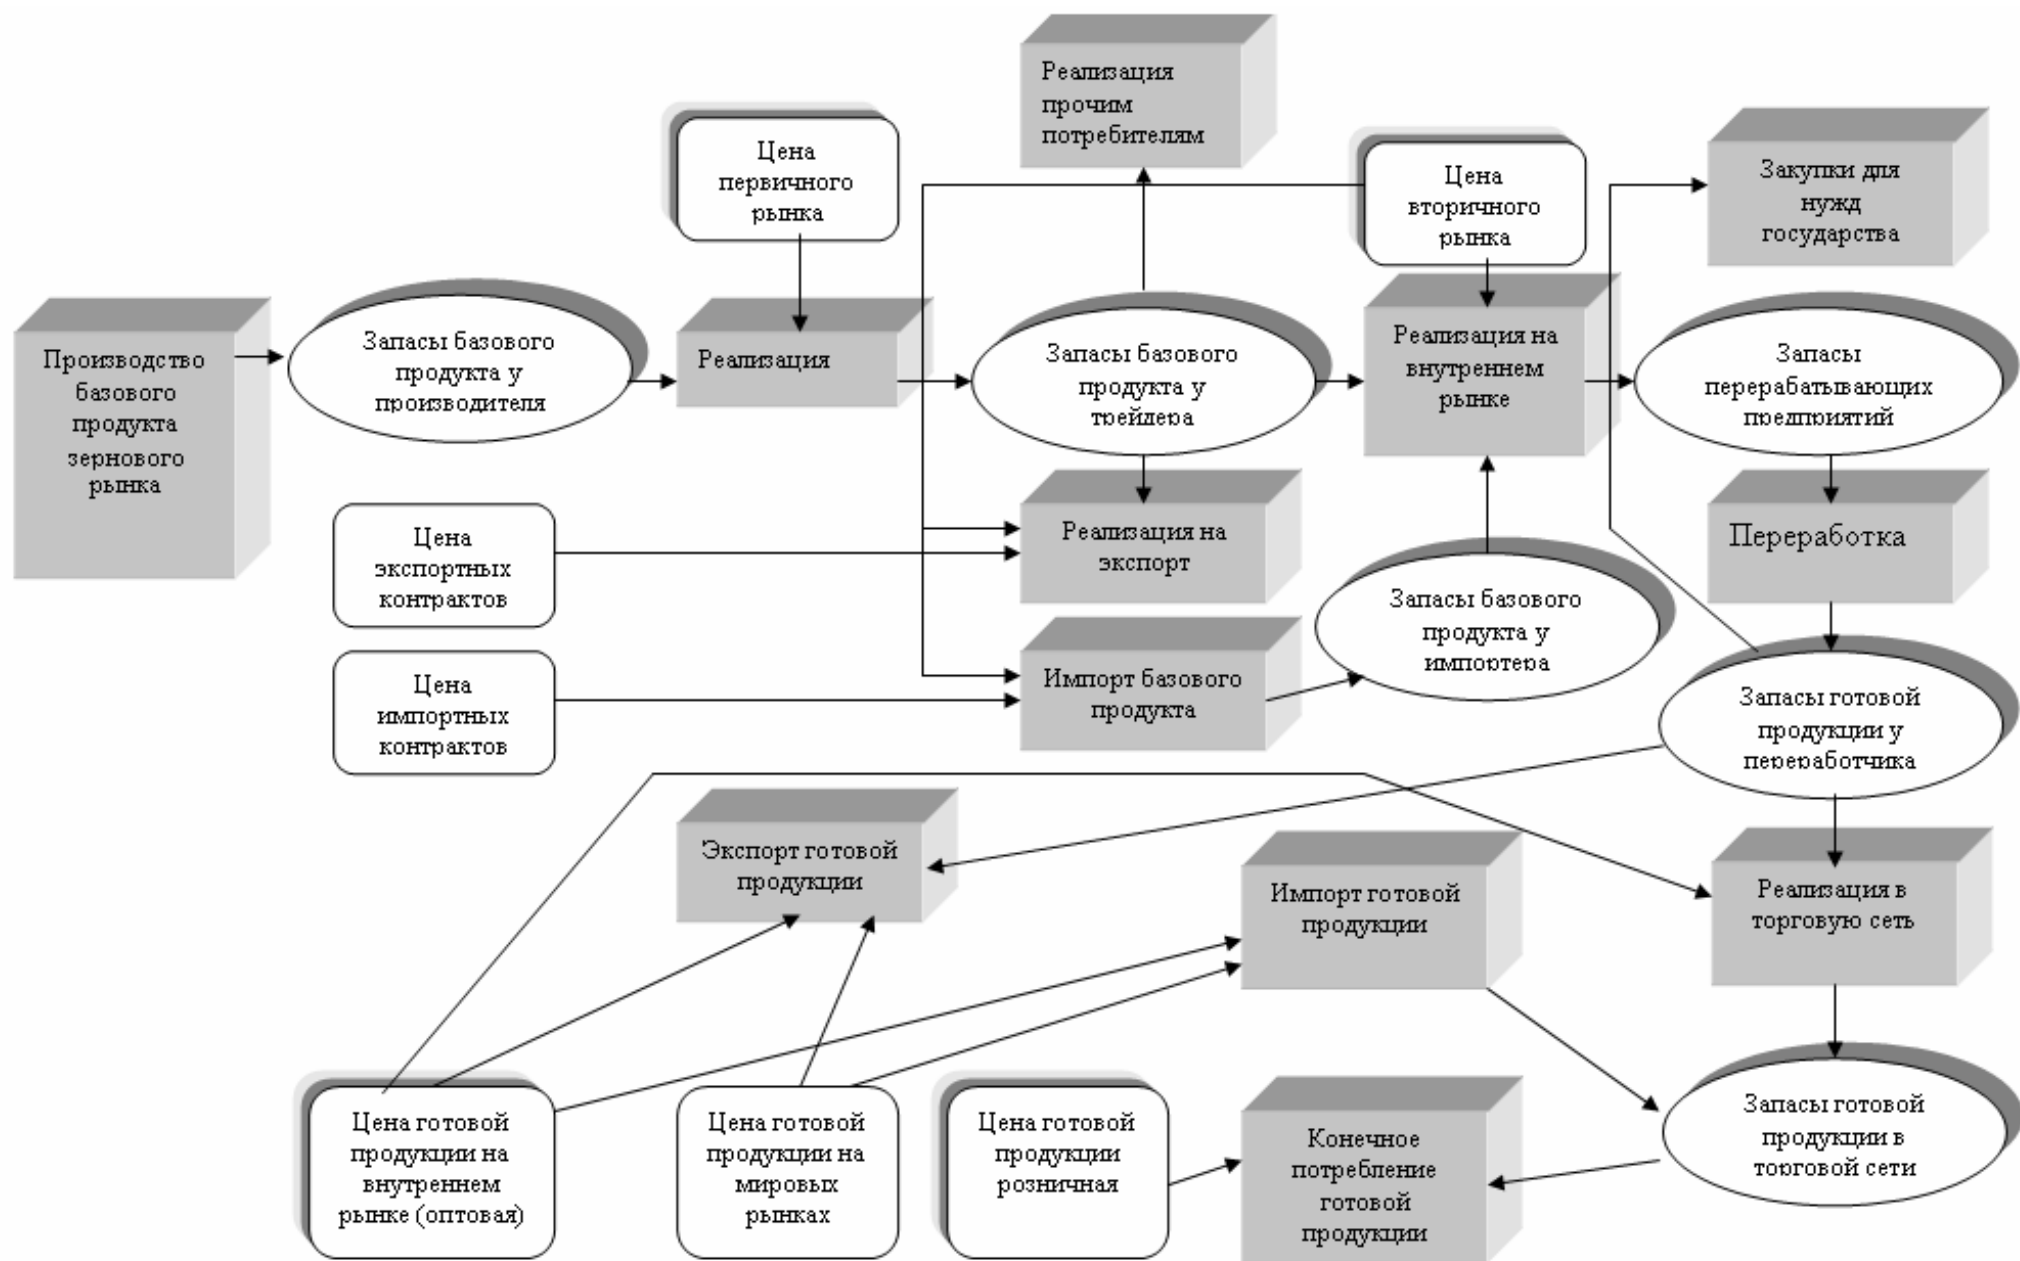 Реализация
прочим
потребителям
Цена
первичного
рынка
Цена
вторичного
рынка
Закупки для
нужд
государства
Производство
базового
продукта
зернового
рынка
Запасы базового
продукта у
производителя
Реализация
Запасы базового
продукта у
трейлера
Реализация на
внутреннем
рынке
Запасы
перерабатывающих
предприятий
Цена
экспортных
контрактов
Реализация на
экспорт
Переработка
Запасы базового
продукта у
импортера
Цена
импортных
контрактов
Импорт базового
продукта
Запасы готовой
продукции у
переработчика
Экспорт готовой
продукции
Импорт готовой
продукции
Реализация в
торговую сеть
Цена готовой
продукции на
внутреннем
рынке (оптовая)
Цена готовой
продукции на
мировых
рынках
Цена готовой
продукции
розничная
Конечное
потребление
готовой
продукции
Запасы готовой
продукции в
торговой сети